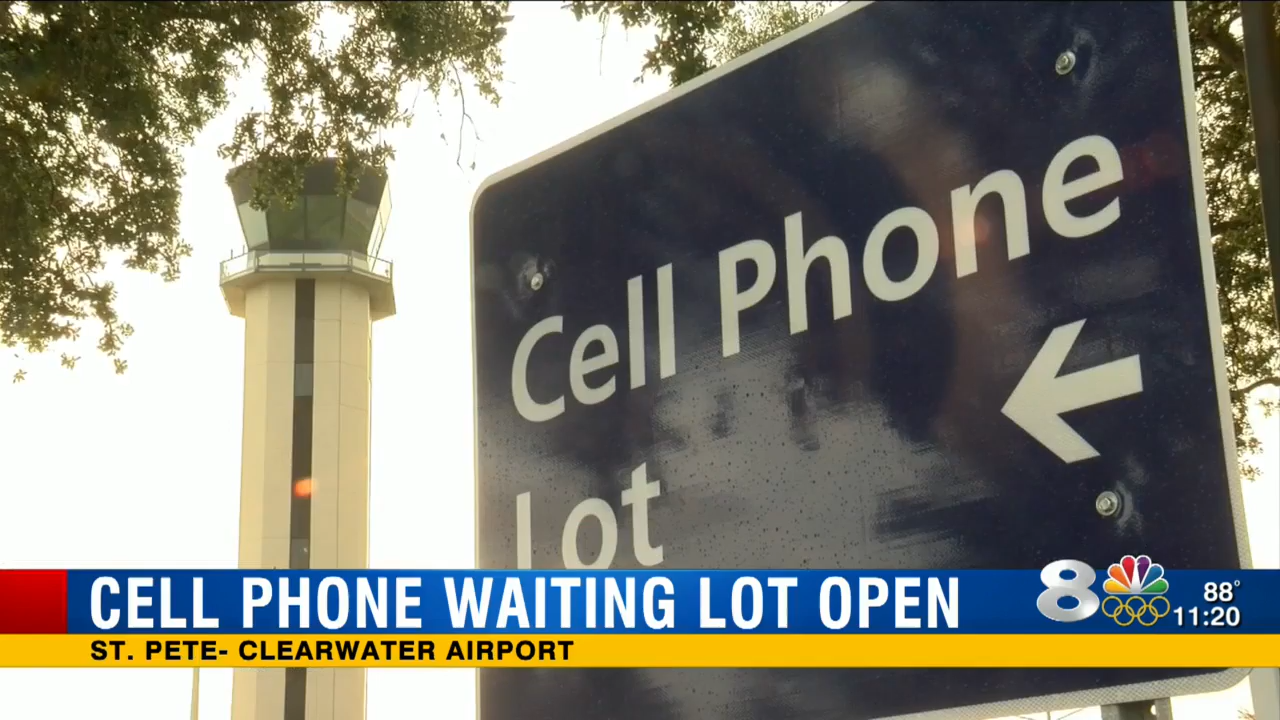 Cell Phone
Lot
CELL PHONE WAITING LOT OPEN
8
88°
11:20
ST. PETE- CLEARWATER AIRPORT